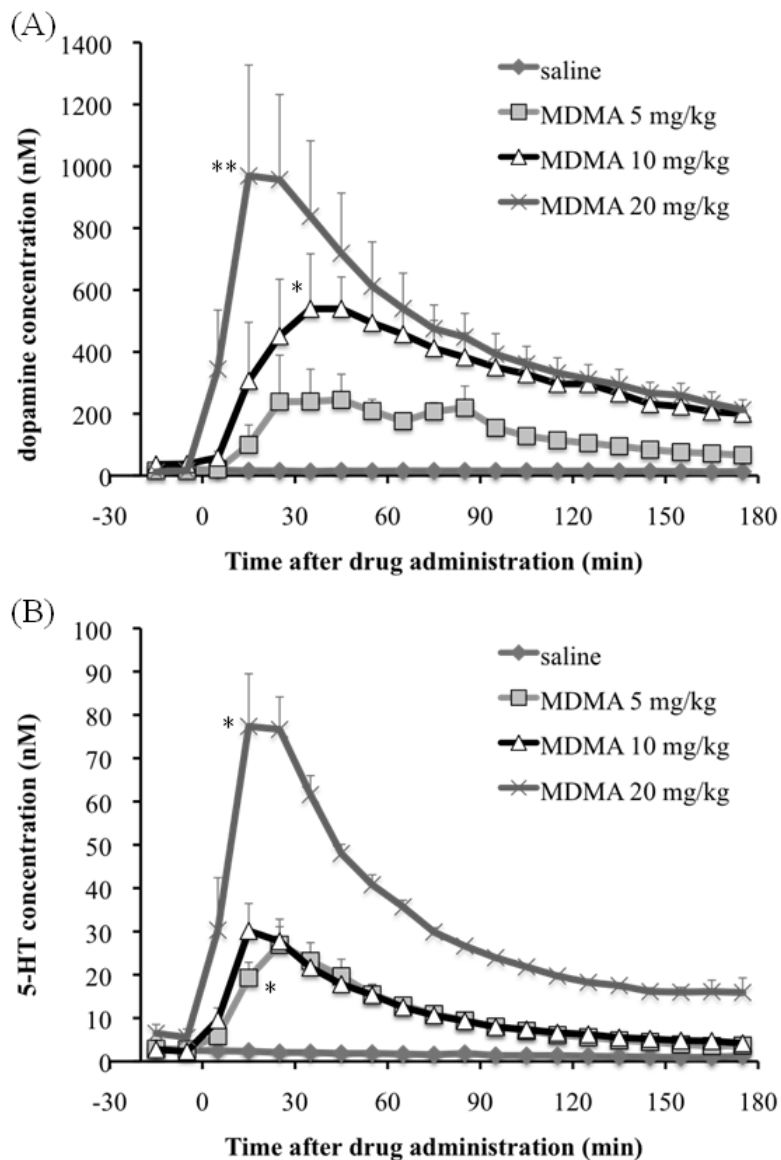 (A)
1400
1200
1000
800
600
400
200
0
dopamine concentration (nM)
saline
MDMA 5 mg/kg
MDMA 10 mg/kg
MDMA 20 mg/kg
**
*
-30 0 30 60 90 120 150 180
Time after drug administration (min)
(B)
100
90
80
70
60
50
40
30
20
10
0
5-HT concentration (nM)
saline
MDMA 5 mg/kg
MDMA 10 mg/kg
MDMA 20 mg/kg
*
*
-30 0 30 60 90 120 150 180
Time after drug administration (min)